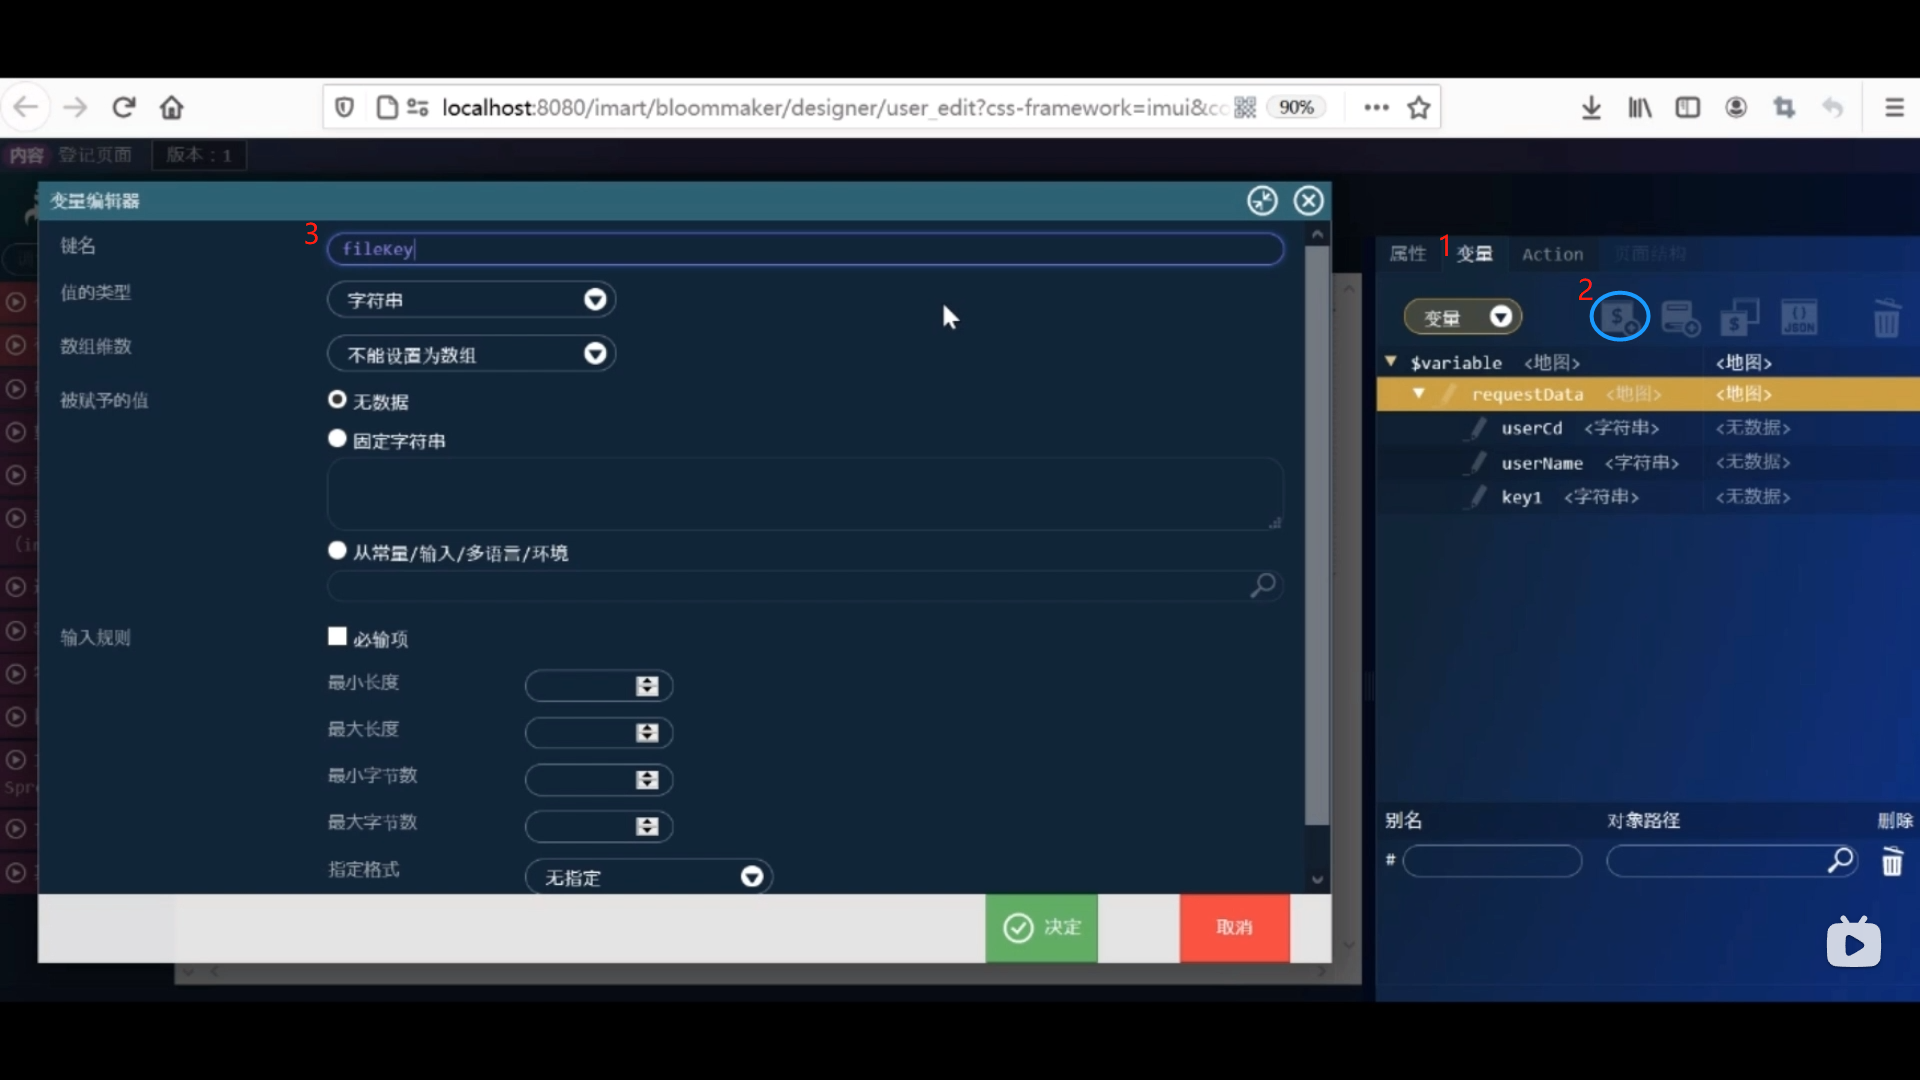 localhost:8080/imart/bloommaker/designer/user_edit?css-framework=imui&co
90%
内容 登记页面 版本：1
变量编辑器
键名 3 fileKey
值的类型 字符串
数组维数 不能设置为数组
被赋予的值 无数据
固定字符串
从常量/输入/多语言/环境
输入规则 必输项
最小长度
最大长度
最小字节数
最大字节数
指定格式 无指定
决定 取消
属性 1 变量 Action 页面结构
2
变量
JSON
$variable <地图> <地图>
requestData <地图> <地图>
userCd <字符串> <无数据>
userName <字符串> <无数据>
key1 <字符串> <无数据>
别名 对象路径 删除
#
(in
Spr